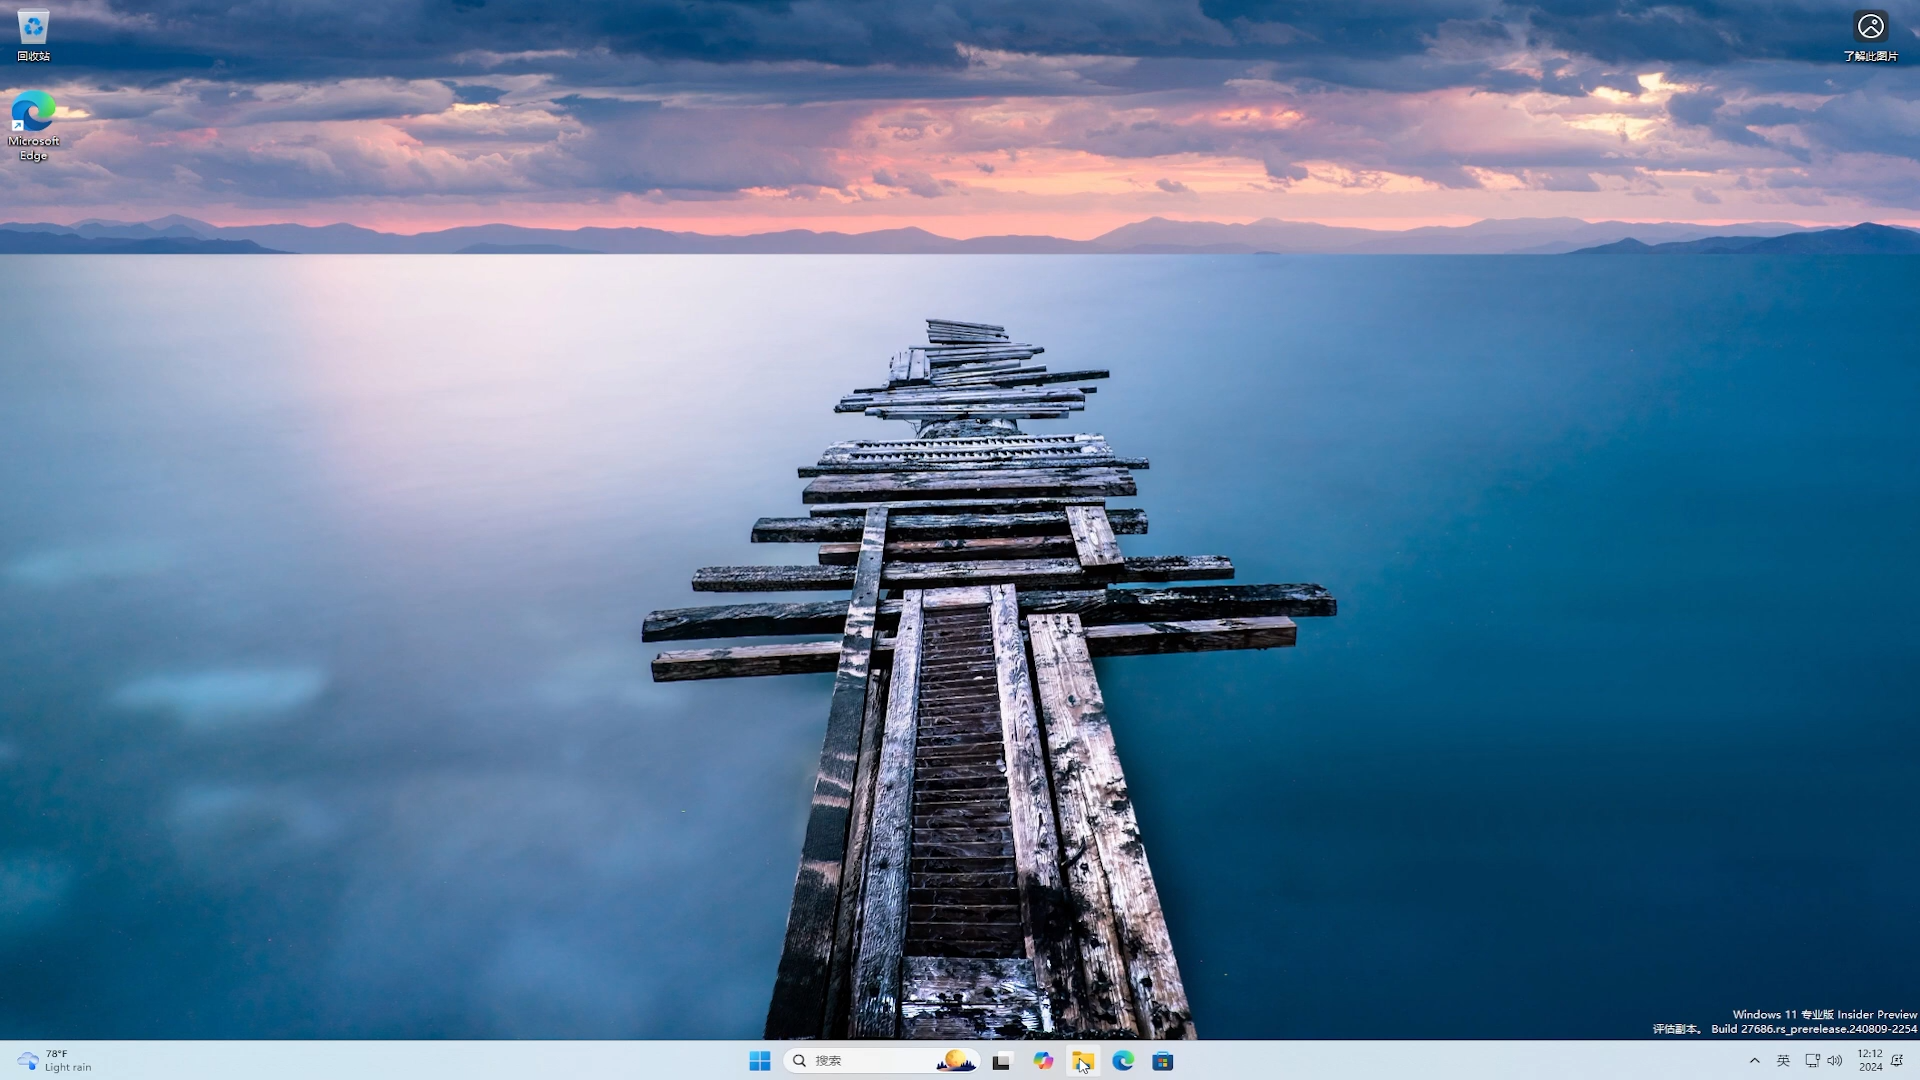 回收站
了解此图片
Microsoft
Edge
Windows 11 专业版 Insider Preview
评估副本。 Build 27686.rs_prerelease.240809-2254
78°F
Light rain
搜索
英
12:12
2024